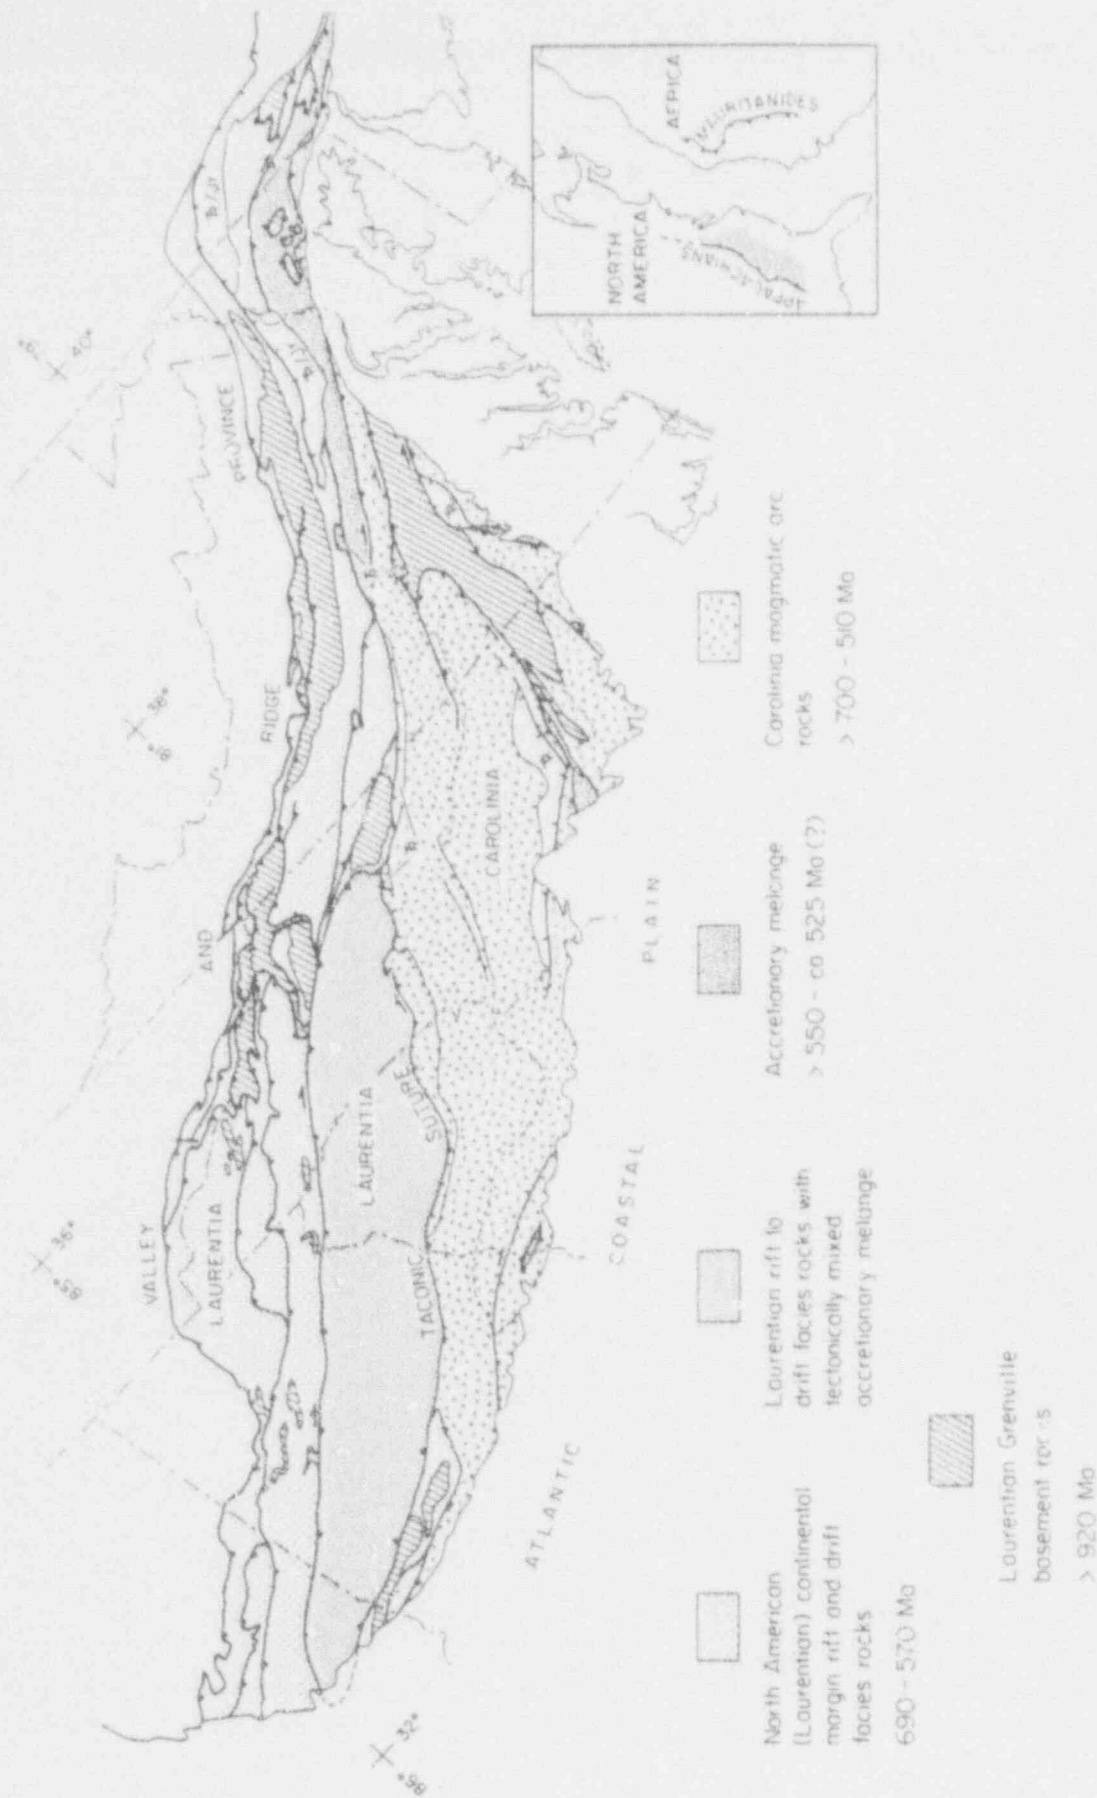 VALLEY
AND
RIDGE
PROVINCE
LAURENTIA
LAURENTIA
TACONIC
SUTURE
CAROLINIA
ATLANTIC
COASTAL
PLAIN
36°
38°
32°
NORTH
AMERICA
AFRICA
APPALACHIANS
MAURITANIDES
North American
(Laurentian) continental
margin rift and drift
facies rocks
690-570 Ma
Laurentian rift to
drift facies rocks with
tectonically mixed
accretionary melange
Accretionary melange
> 550 - ca 525 Ma (?)
Carolinia magmatic arc
rocks
> 700 - 510 Ma
Laurentian Grenville
basement rocks
> 920 Ma